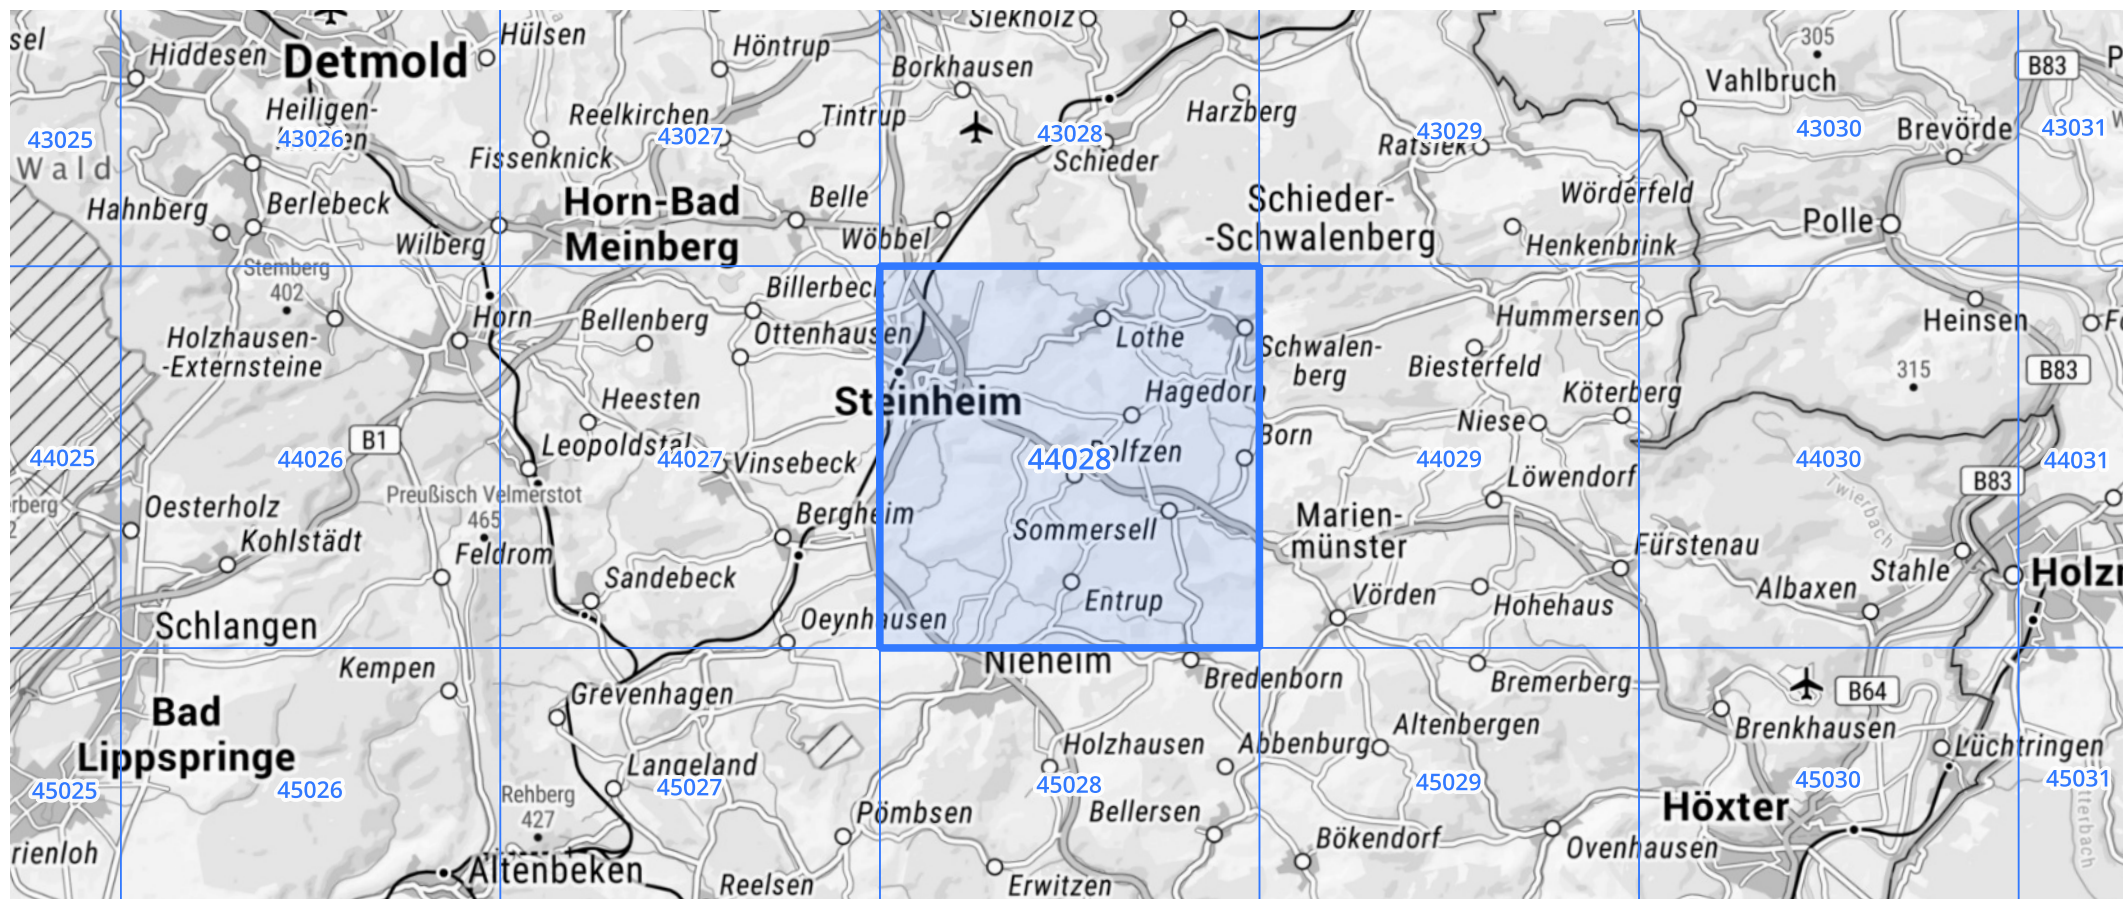 sel
Hiddesen
Detmold
Hülsen
Höntrup
Siekholz
Borkhausen
305
Vahlbruch
B83
Heiligen-
43025
43026
Reelkirchen
43027
Tintrup
43028
Harzberg
43029
Ratsiek
43030
Brevörde
43031
Wald
Fissenknick
Schieder
Hahnberg
Berlebeck
Horn-Bad
Meinberg
Belle
Wöbbel
Wilberg
Schieder-
-Schwalenberg
Wörderfeld
Henkenbrink
Polle
Stemberg
402
Holzhausen-
-Externsteine
Horn
Bellenberg
Billerbeck
Ottenhausen
Lothe
Schwalen-
berg
Hummersen
Biesterfeld
Heinsen
315
B83
Heesten
Steinheim
Hagedorn
Köterberg
Niese
B1
Leopoldstal
Born
44025
44026
44027
Vinsebeck
44028
44029
44030
44031
Löwendorf
B83
Preußisch Velmerstot
465
Oesterholz
Kohlstädt
Feldrom
Bergheim
Sommersell
Marien-
münster
Twierbach
Fürstenau
Stahle
Albaxen
Sandebeck
Schlangen
Oeynhausen
Entrup
Vörden
Hohehaus
Kempen
Nieheim
Bredenborn
Bremerberg
B64
Bad
Lippspringe
Grevenhagen
Brenkhausen
Lüchtringen
Langeland
Holzhausen
Abbenburg
Altenbergen
45025
45026
45027
45028
45029
45030
45031
Rehberg
427
Pömbsen
Bellersen
Höxter
Bökendorf
Ovenhausen
Altenbeken
Reelsen
Erwitzen